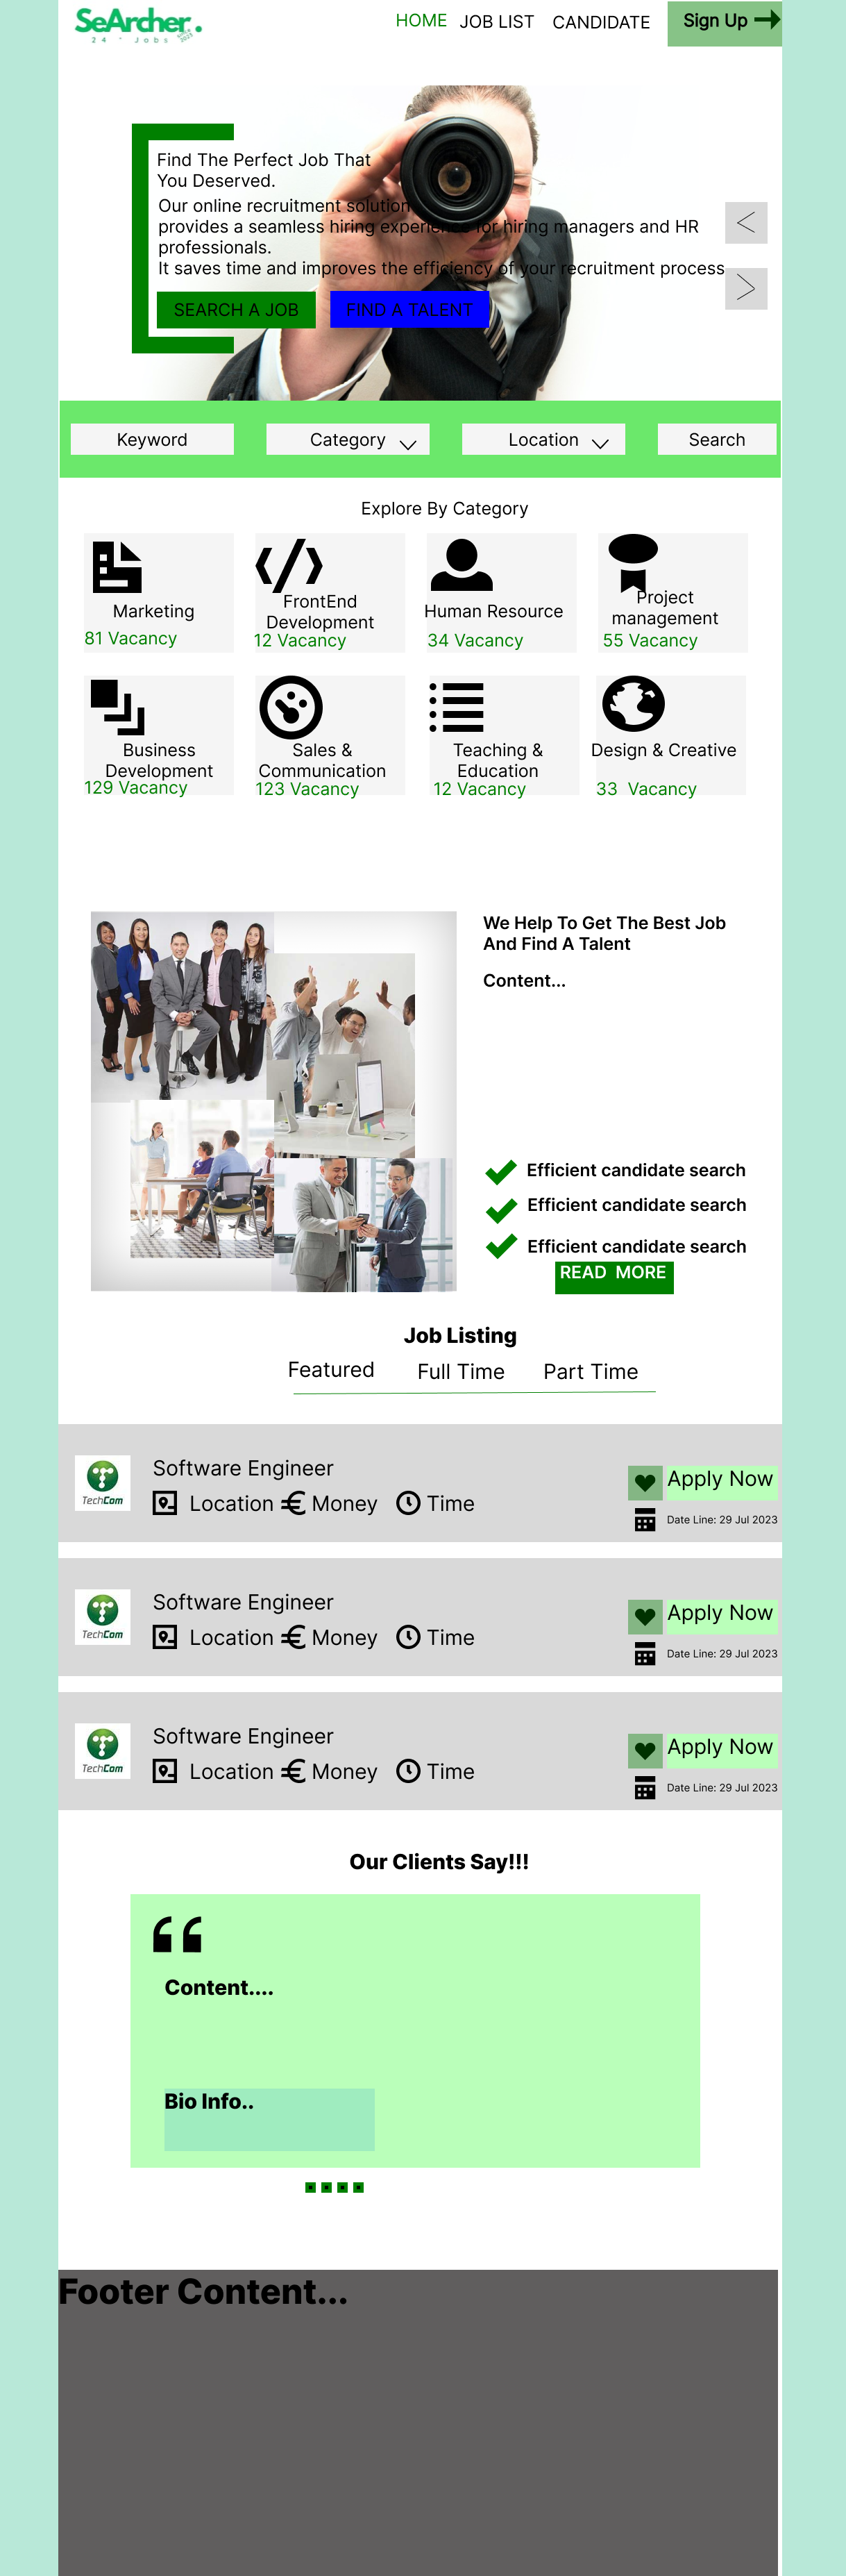 SeArcher.
24 · Jobs
HOME JOB LIST CANDIDATE Sign Up
Find The Perfect Job That
You Deserved.
Our online recruitment solution
provides a seamless hiring experience for hiring managers and HR
professionals.
It saves time and improves the efficiency of your recruitment process
SEARCH A JOB FIND A TALENT
Keyword Category Location Search
Explore By Category
Marketing
81 Vacancy
FrontEnd
Development
12 Vacancy
Human Resource
34 Vacancy
Project
management
55 Vacancy
Business
Development
129 Vacancy
Sales &
Communication
123 Vacancy
Teaching &
Education
12 Vacancy
Design & Creative
33 Vacancy
We Help To Get The Best Job
And Find A Talent
Content...
Efficient candidate search
Efficient candidate search
Efficient candidate search
READ MORE
Job Listing
Featured Full Time Part Time
TechCom
Software Engineer
Location Money Time
Apply Now
Date Line: 29 Jul 2023
TechCom
Software Engineer
Location Money Time
Apply Now
Date Line: 29 Jul 2023
TechCom
Software Engineer
Location Money Time
Apply Now
Date Line: 29 Jul 2023
Our Clients Say!!!
Content....
Bio Info..
Footer Content...